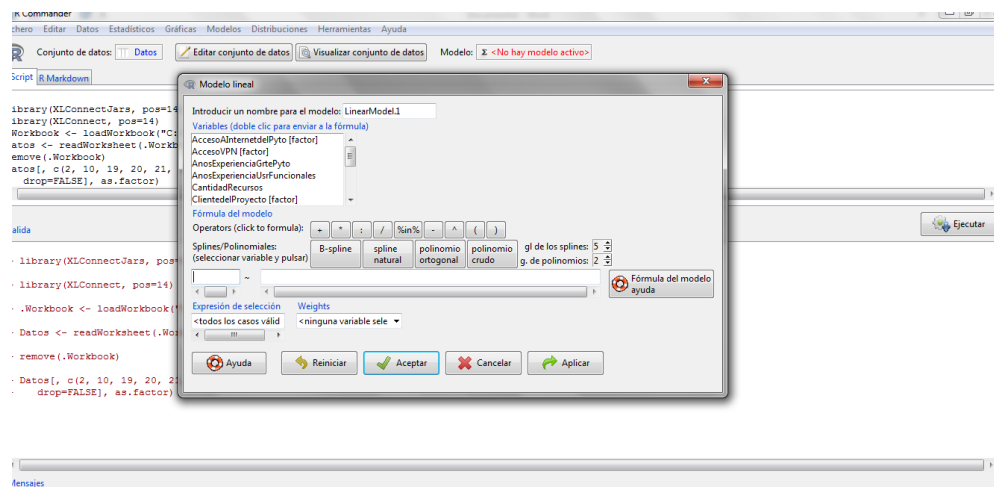 R Commander
chero Editar Datos Estadísticos Gráficas Modelos Distribuciones Herramientas Ayuda
Conjunto de datos: Datos Editar conjunto de datos Visualizar conjunto de datos Modelo: Σ <No hay modelo activo>
Script R Markdown
ibrary(XLConnectJars, pos=14
ibrary(XLConnect, pos=14)
Workbook <- loadWorkbook("C:
atos <- readWorksheet(.Workb
emove(.Workbook)
atos[, c(2, 10, 19, 20, 21,
drop=FALSE], as.factor)
Modelo lineal
Introducir un nombre para el modelo: LinearModel.1
Variables (doble clic para enviar a la fórmula)
AccesoAInternetdelPyto [factor]
AccesoVPN [factor]
AnosExperienciaGrtePyto
AnosExperienciaUsrFuncionales
CantidadRecursos
ClientedelProyecto [factor]
Fórmula del modelo
Operators (click to formula): + * : / %in% - ^ ( )
Splines/Polinomiales:
(seleccionar variable y pulsar)
B-spline
spline natural
polinomio ortogonal
polinomio crudo
gl de los splines: 5
g. de polinomios: 2
~
Fórmula del modelo
ayuda
Expresión de selección Weights
<todos los casos válid <ninguna variable sele
Ayuda Reiniciar Aceptar Cancelar Aplicar
alida
Ejecutar
library(XLConnectJars, pos=
library(XLConnect, pos=14)
.Workbook <- loadWorkbook("
Datos <- readWorksheet(.Wo
remove(.Workbook)
Datos[, c(2, 10, 19, 20, 21
drop=FALSE], as.factor)
Mensajes